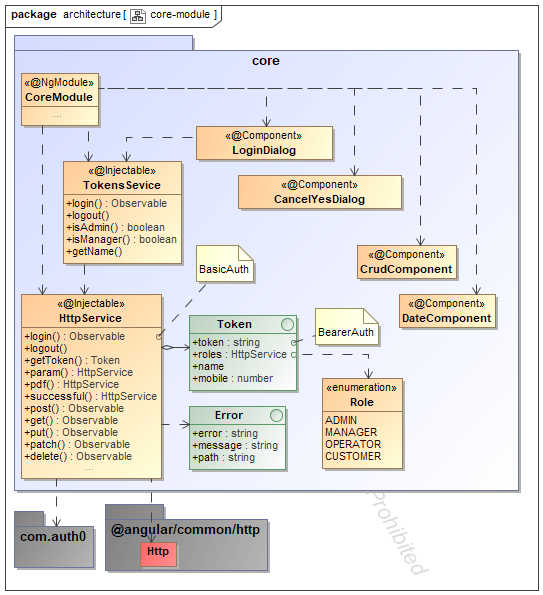 package architecture [ core-module ]
core
«@NgModule»
CoreModule
...
«@Component»
LoginDialog
«@Injectable»
TokensSevice
+login() : Observable
+logout()
+isAdmin() : boolean
+isManager() : boolean
+getName()
«@Component»
CancelYesDialog
«@Component»
CrudComponent
«@Component»
DateComponent
BasicAuth
«@Injectable»
HttpService
+login() : Observable
+logout()
+getToken() : Token
+param() : HttpService
+pdf() : HttpService
+successful() : HttpService
+post() : Observable
+get() : Observable
+put() : Observable
+patch() : Observable
+delete() : Observable
...
Token
+token : string
+roles : HttpService
+name
+mobile : number
BearerAuth
«enumeration»
Role
ADMIN
MANAGER
OPERATOR
CUSTOMER
Error
+error : string
+message : string
+path : string
com.auth0
@angular/common/http
Http
Prohibited